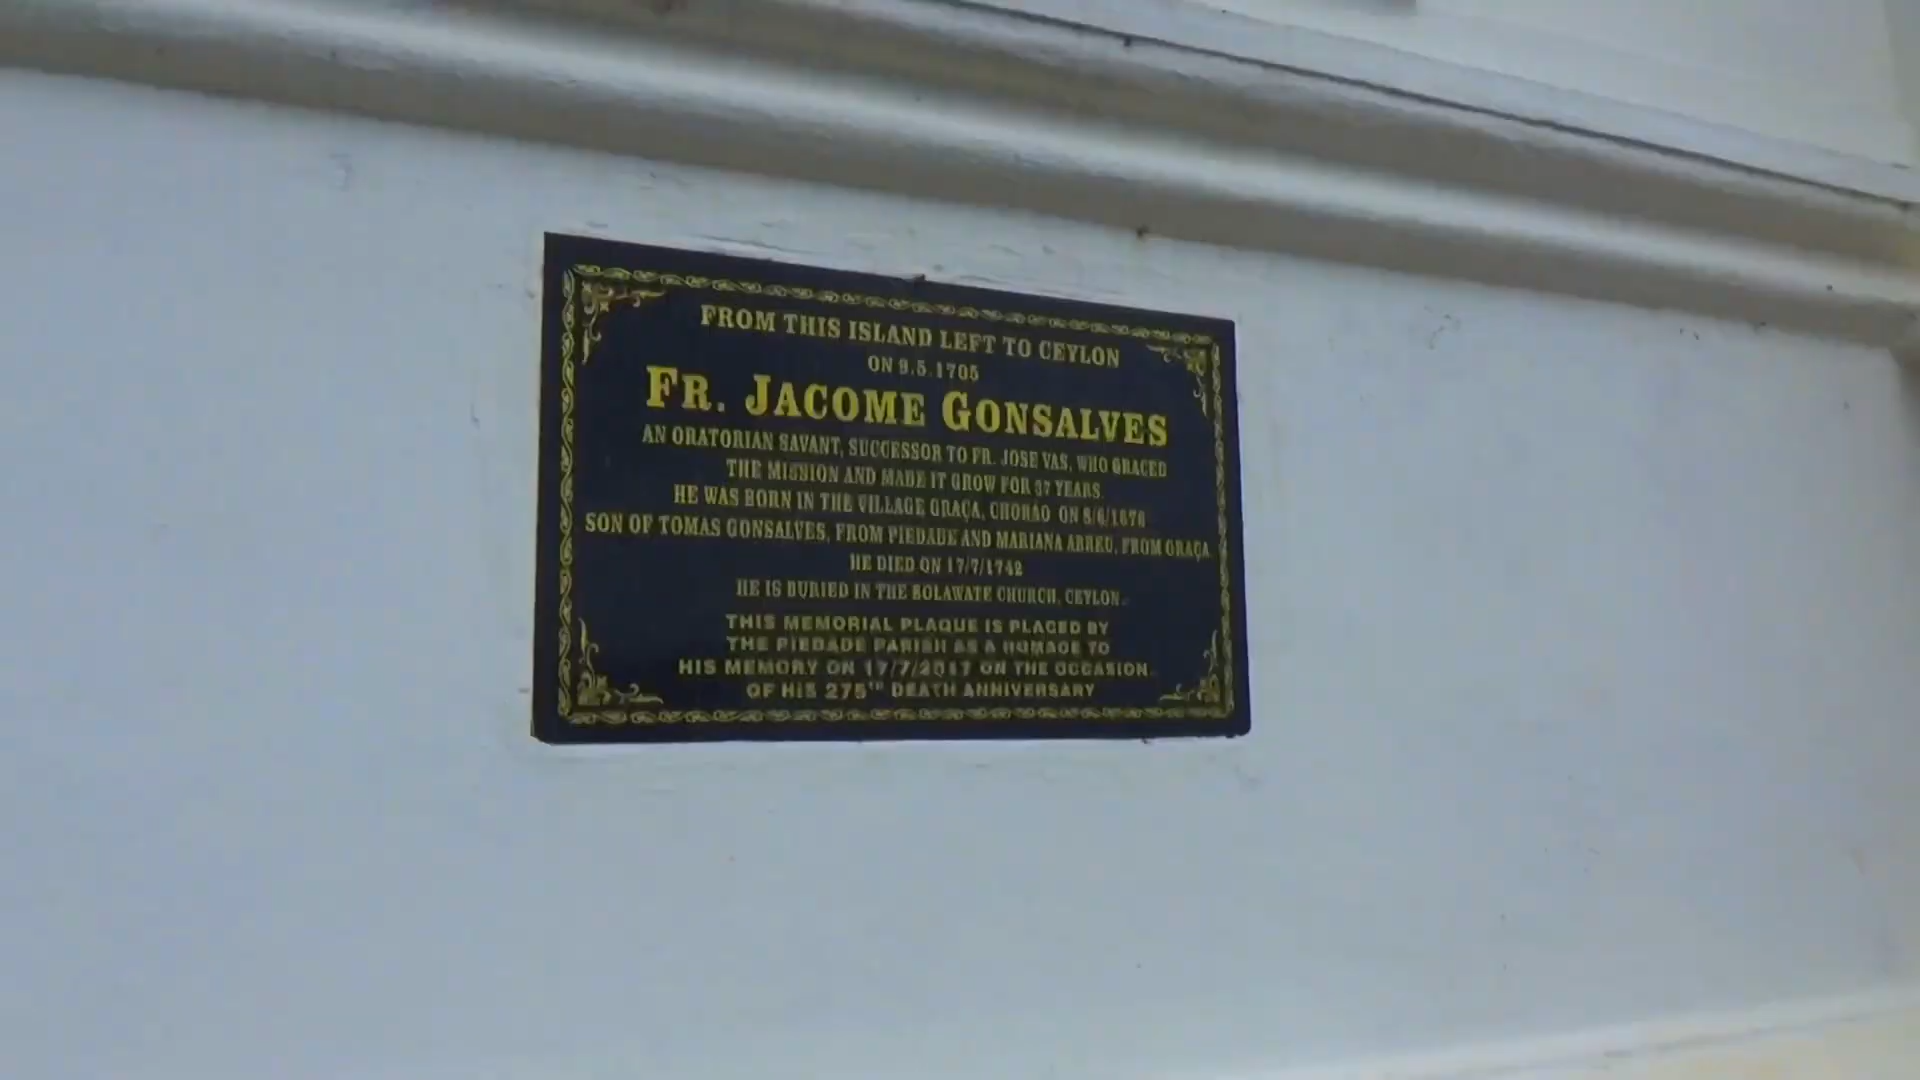 FROM THIS ISLAND LEFT TO CEYLON
ON 9.5.1705
FR. JACOME GONSALVES
AN ORATORIAN SAVANT, SUCCESSOR TO FR. JOSE VAS, WHO GRACED
THE MISSION AND MADE IT GROW FOR 37 YEARS.
HE WAS BORN IN THE VILLAGE GRAÇA, CHORÃO ON 8/6/1676
SON OF TOMAS GONSALVES, FROM PIEDADE AND MARIANA ABREU, FROM GRAÇA.
HE DIED ON 17/7/1742
HE IS BURIED IN THE BOLAWATE CHURCH, CEYLON.
THIS MEMORIAL PLAQUE IS PLACED BY
THE PIEDADE PARISH AS A HOMAGE TO
HIS MEMORY ON 17/7/2017 ON THE OCCASION
OF HIS 275TH DEATH ANNIVERSARY